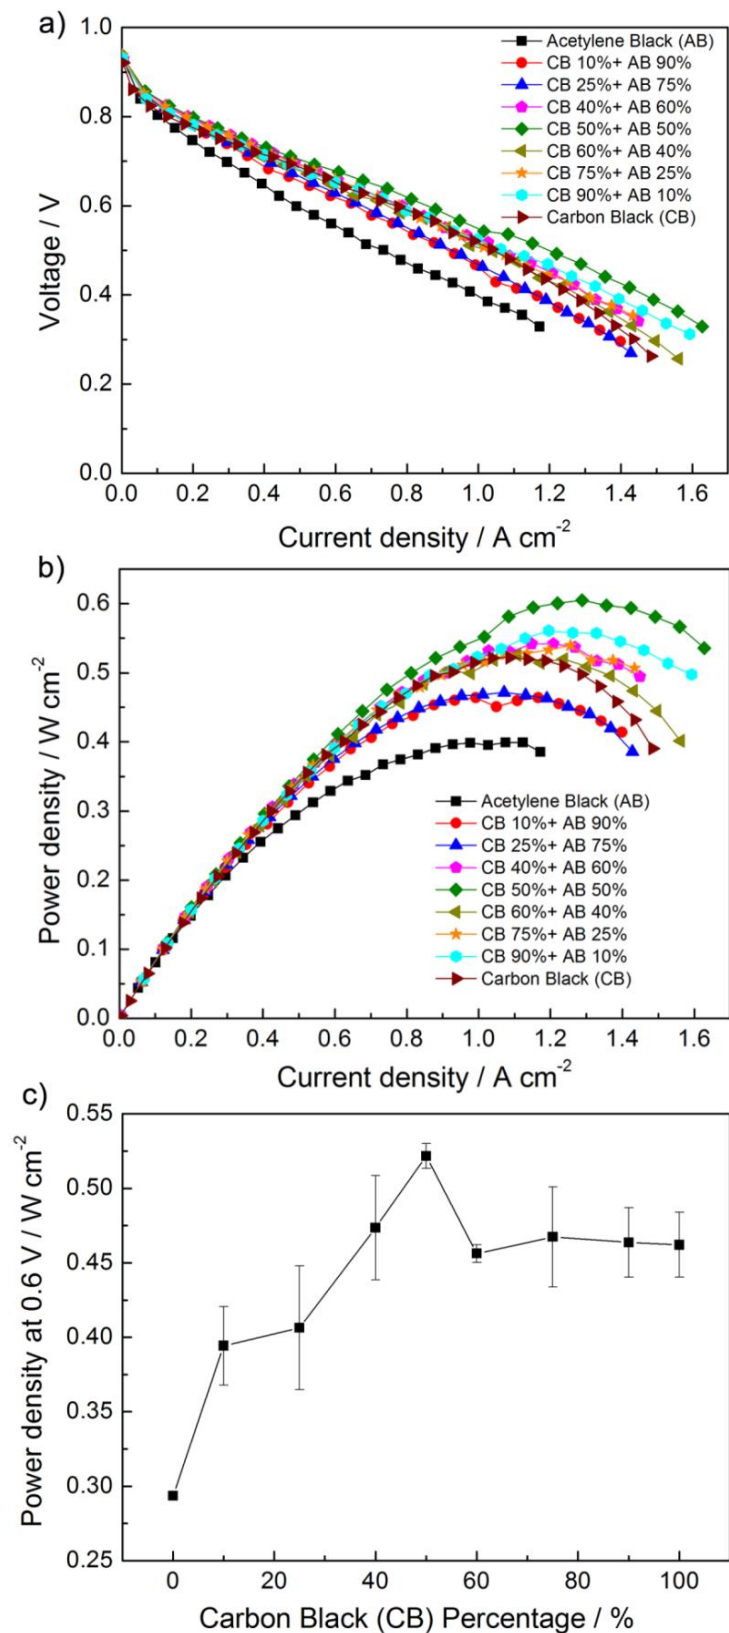 a)
1.0
0.8
0.6
0.4
0.2
0.0
Voltage / V
Acetylene Black (AB)
CB 10%+ AB 90%
CB 25%+ AB 75%
CB 40%+ AB 60%
CB 50%+ AB 50%
CB 60%+ AB 40%
CB 75%+ AB 25%
CB 90%+ AB 10%
Carbon Black (CB)
0.0 0.2 0.4 0.6 0.8 1.0 1.2 1.4 1.6
Current density / A cm⁻²
b)
0.6
0.5
0.4
0.3
0.2
0.1
0.0
Power density / W cm⁻²
Acetylene Black (AB)
CB 10%+ AB 90%
CB 25%+ AB 75%
CB 40%+ AB 60%
CB 50%+ AB 50%
CB 60%+ AB 40%
CB 75%+ AB 25%
CB 90%+ AB 10%
Carbon Black (CB)
0.0 0.2 0.4 0.6 0.8 1.0 1.2 1.4 1.6
Current density / A cm⁻²
c)
0.55
0.50
0.45
0.40
0.35
0.30
0.25
Power density at 0.6 V / W cm⁻²
0 20 40 60 80 100
Carbon Black (CB) Percentage / %